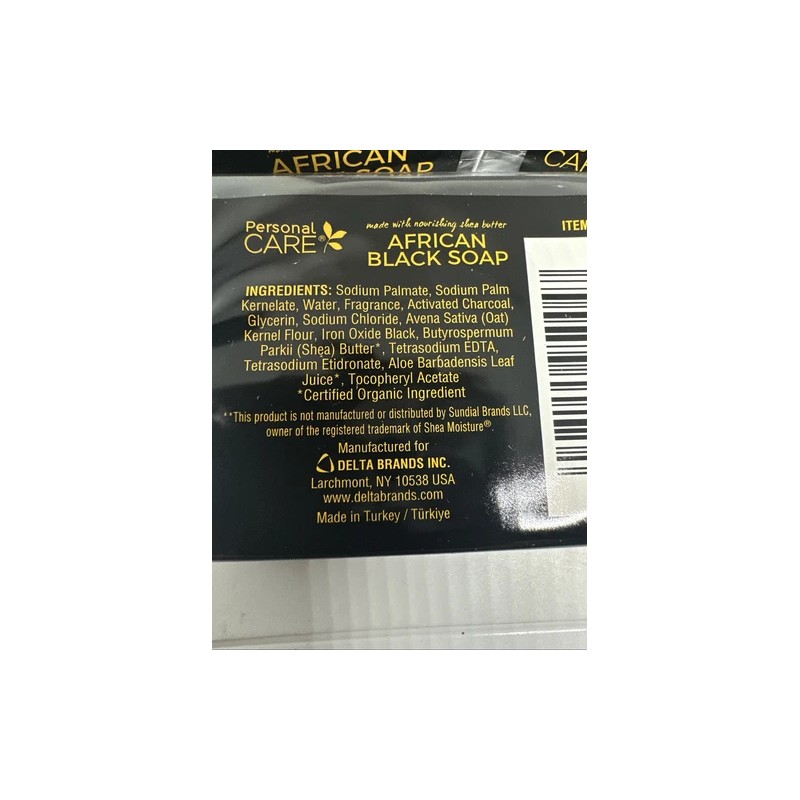 AFRICAN
BLACK SOAP
Personal
CARE®
made with nourishing shea butter
AFRICAN
BLACK SOAP
INGREDIENTS: Sodium Palmate, Sodium Palm
Kernelate, Water, Fragrance, Activated Charcoal,
Glycerin, Sodium Chloride, Avena Sativa (Oat)
Kernel Flour, Iron Oxide Black, Butyrospermum
Parkii (Shea) Butter*, Tetrasodium EDTA,
Tetrasodium Etidronate, Aloe Barbadensis Leaf
Juice*, Tocopheryl Acetate
*Certified Organic Ingredient
**This product is not manufactured or distributed by Sundial Brands LLC,
owner of the registered trademark of Shea Moisture®.
Manufactured for
DELTA BRANDS INC.
Larchmont, NY 10538 USA
www.deltabrands.com
Made in Turkey / Türkiye
ITEM